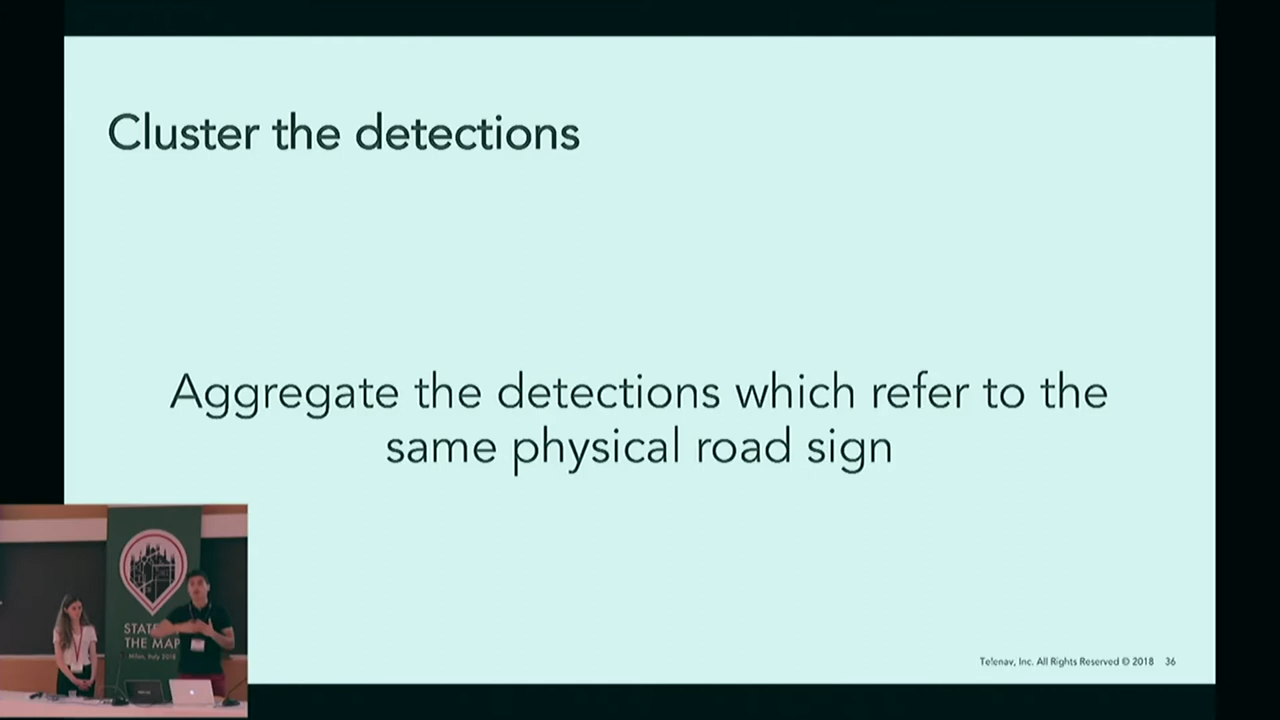 Cluster the detections
Aggregate the detections which refer to the
same physical road sign
STATE
THE MAP
Milan, Italy 2018
Telenav, Inc. All Rights Reserved © 2018 36